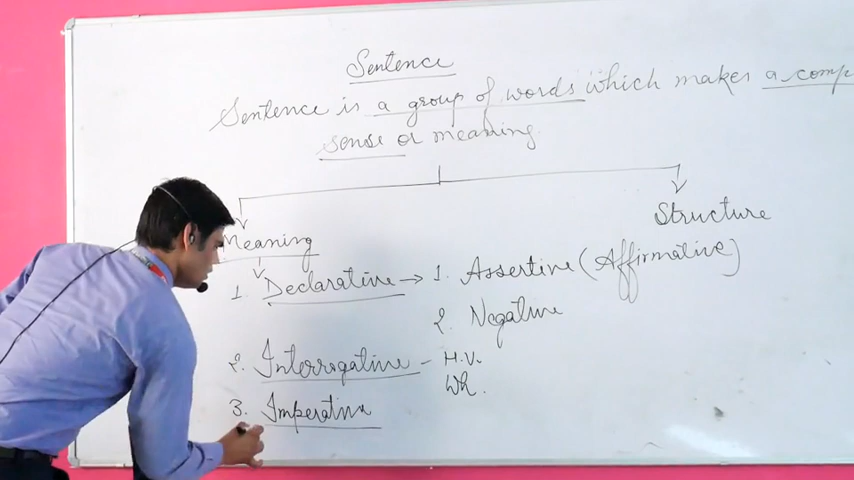 Sentence
Sentence is a group of words which makes a comp
sense or meaning.
Meaning
Structure
1. Declarative → 1. Assertive (Affirmative)
2. Negative
2. Interrogative - H.V.
Wh.
3. Imperative